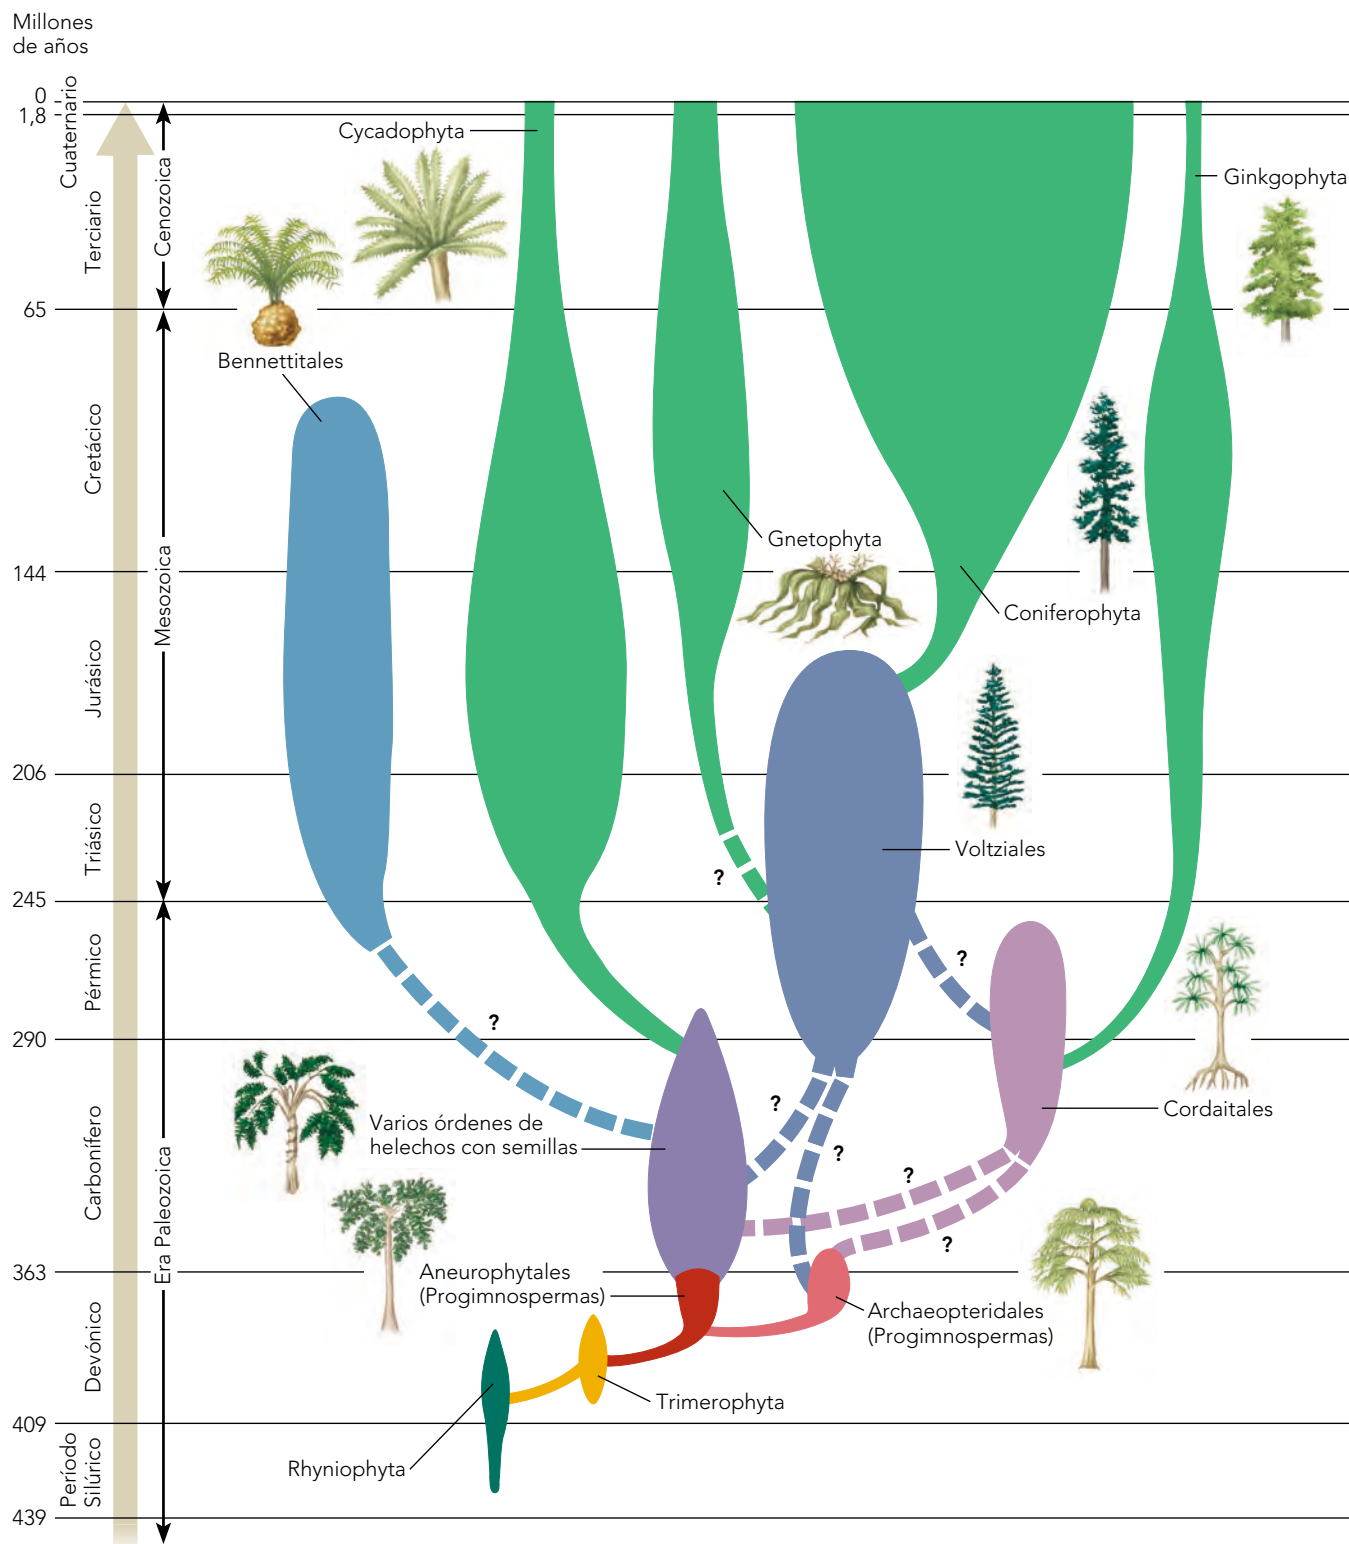 Millones
de años
0
1,8
Cuaternario
Cycadophyta
Ginkgophyta
Terciario
Cenozoica
65
Bennettitales
Cretácico
Gnetophyta
Mesozoica
144
Coniferophyta
Jurásico
206
Voltziales
Triásico
?
245
?
Pérmico
?
290
?
Varios órdenes de
helechos con semillas
Cordaitales
Carbonífero
?
?
Era Paleozoica
?
363
Aneurophytales
(Progimnospermas)
Archaeopteridales
(Progimnospermas)
Devónico
Trimerophyta
409
Rhyniophyta
Período
Silúrico
439